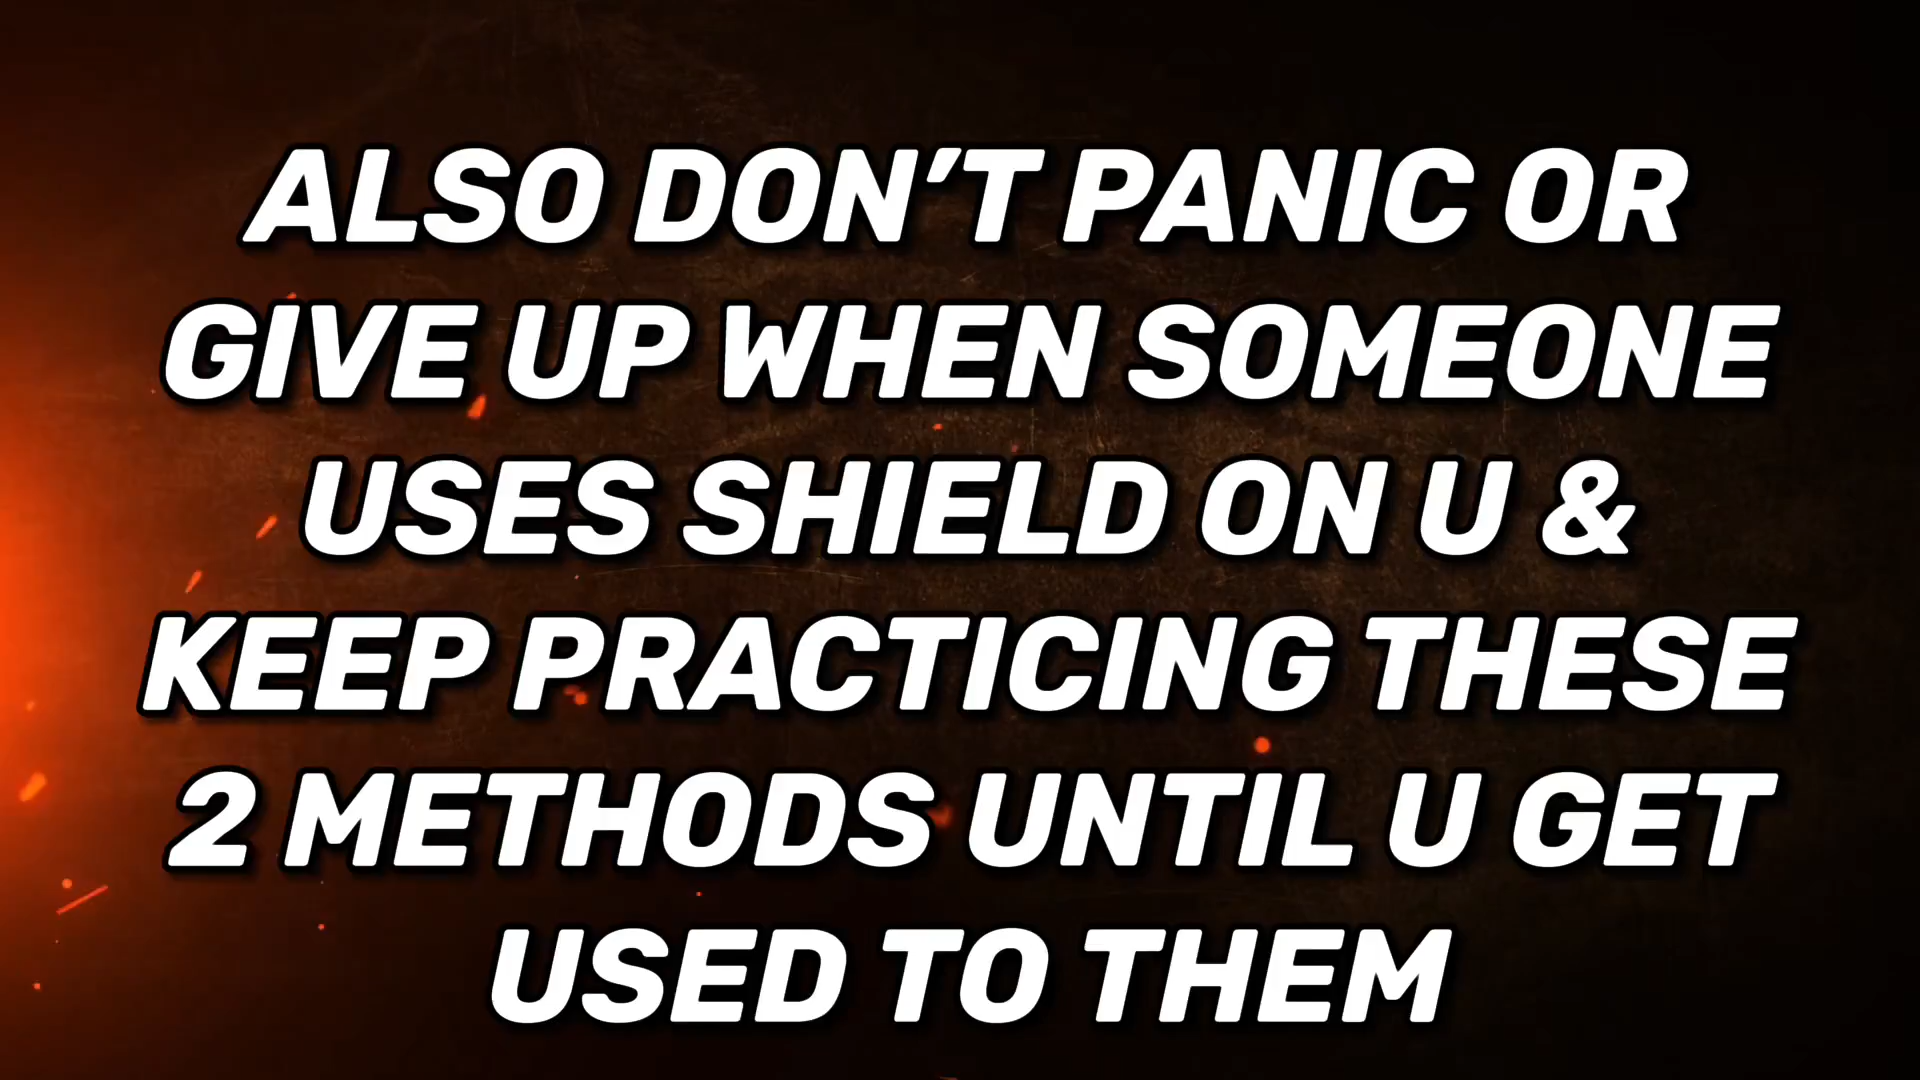 ALSO DON’T PANIC OR
GIVE UP WHEN SOMEONE
USES SHIELD ON U &
KEEP PRACTICING THESE
2 METHODS UNTIL U GET
USED TO THEM